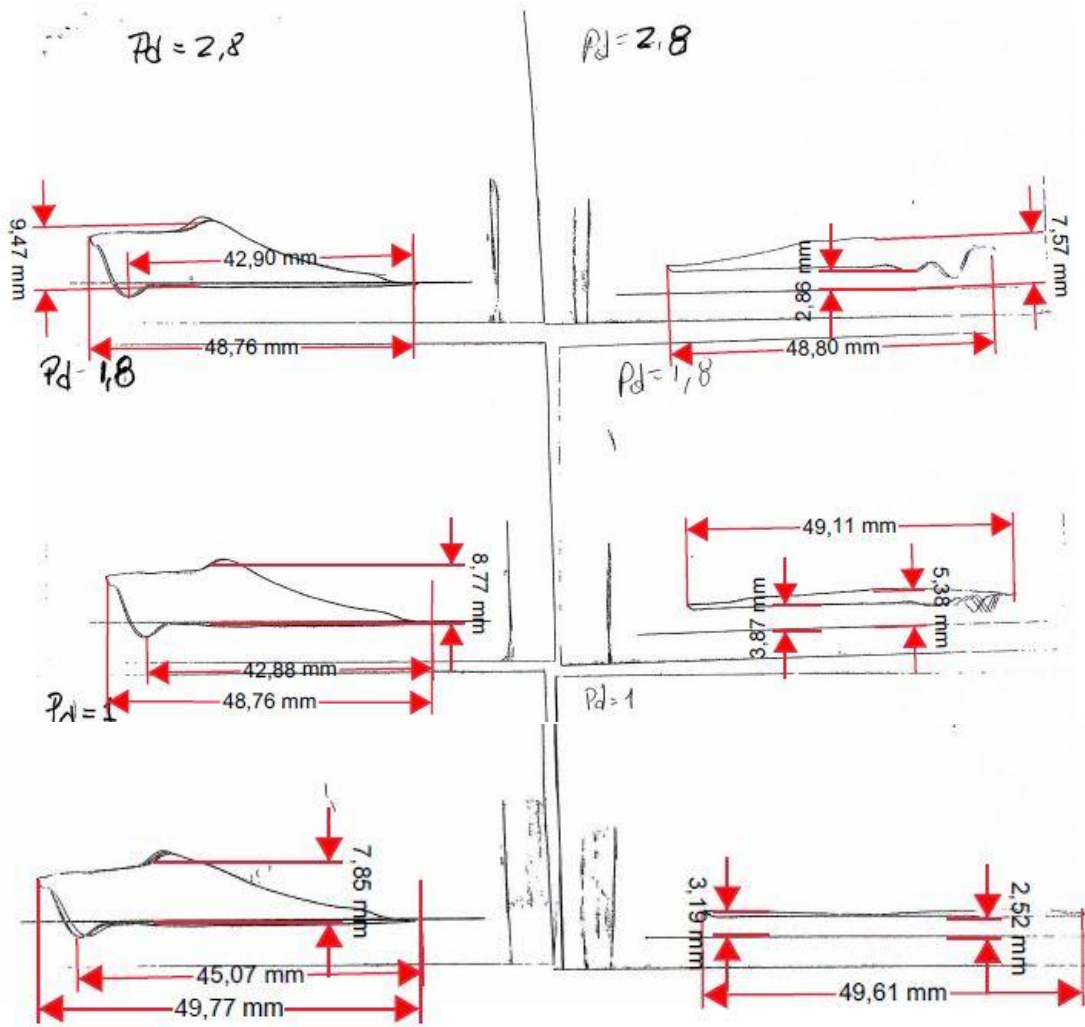 Pd = 2,8
Pd = 2,8
9,47 mm
42,90 mm
48,76 mm
7,57 mm
2,86 mm
48,80 mm
Pd = 1,8
Pd = 1,8
8,77 mm
42,88 mm
48,76 mm
49,11 mm
5,38 mm
3,87 mm
Pd = 1
Pd = 1
7,85 mm
45,07 mm
49,77 mm
3,19 mm
2,52 mm
49,61 mm